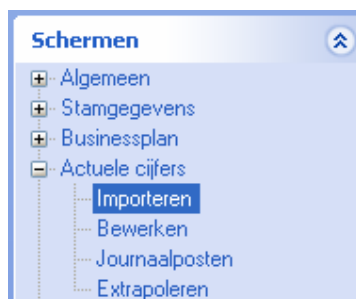 Schermen
Algemeen
Stamgegevens
Businessplan
Actuele cijfers
Importeren
Bewerken
Journaalposten
Extrapoleren